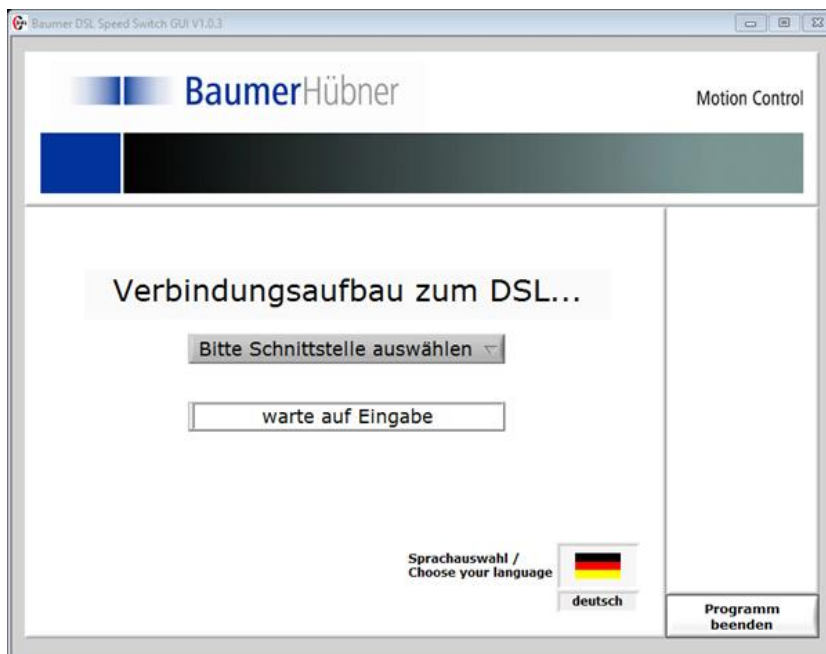 Baumer DSL Speed Switch GUI V1.0.3
BaumerHübner
Motion Control
Verbindungsaufbau zum DSL...
Bitte Schnittstelle auswählen
warte auf Eingabe
Sprachauswahl /
Choose your language
deutsch
Programm
beenden